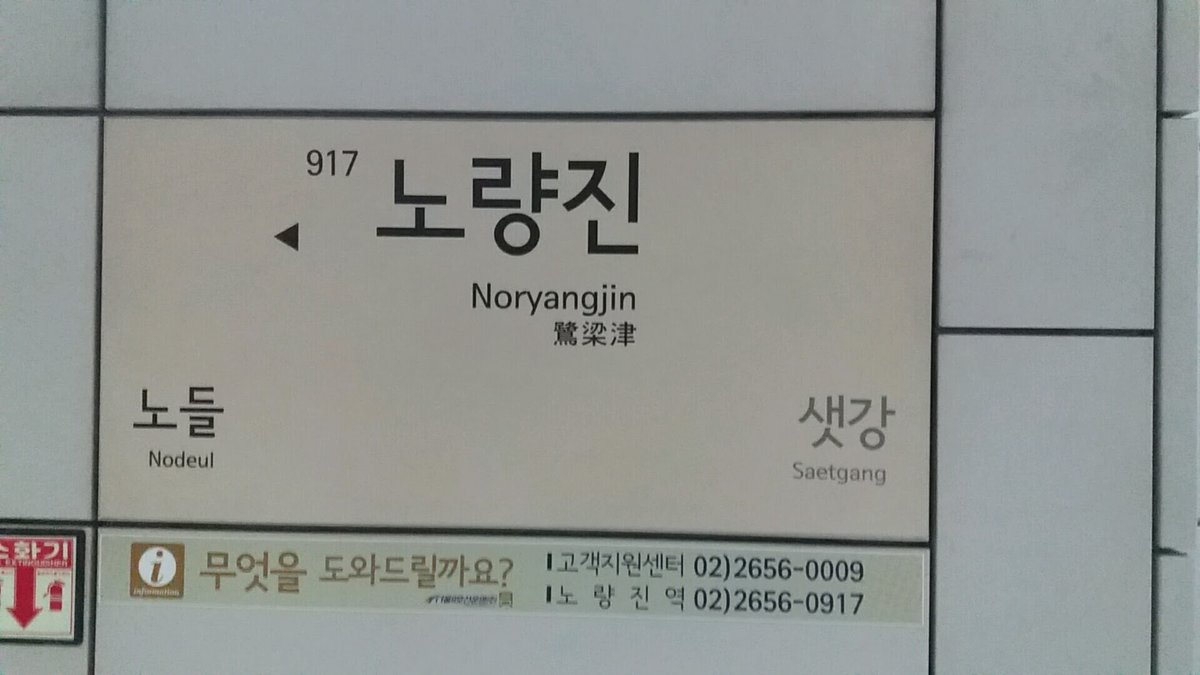 917
노량진
◀
Noryangjin
鷺梁津
노들
Nodeul
샛강
Saetgang
소화기
EXTINGUISHER
i
information
무엇을 도와드릴까요?
고객지원센터 02)2656-0009
노 량 진 역 02)2656-0917